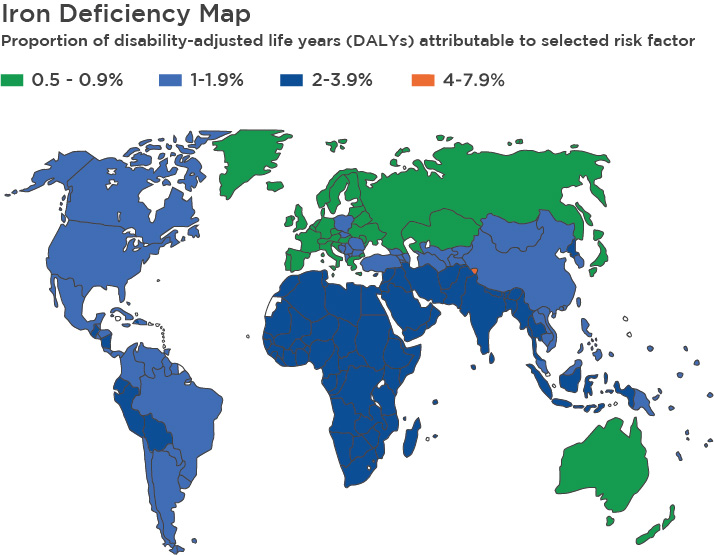 Iron Deficiency Map
Proportion of disability-adjusted life years (DALYs) attributable to selected risk factor
0.5 - 0.9% 1-1.9% 2-3.9% 4-7.9%